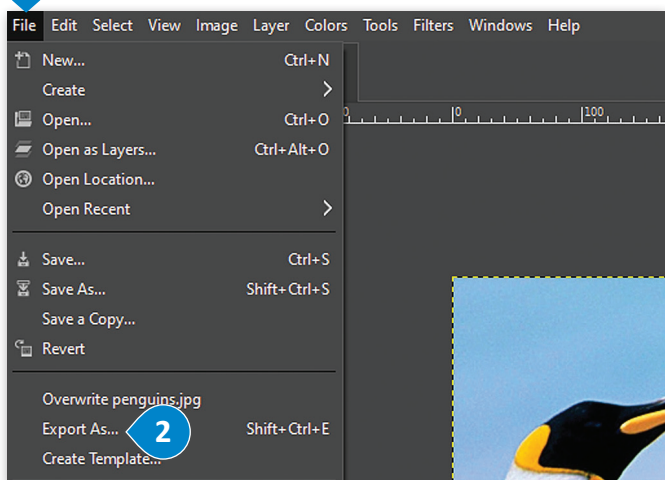 File Edit Select View Image Layer Colors Tools Filters Windows Help
New... Ctrl+N
Create
Open... Ctrl+O
0 100
Open as Layers... Ctrl+Alt+O
Open Location...
Open Recent
Save... Ctrl+S
Save As... Shift+Ctrl+S
Save a Copy...
Revert
Overwrite penguins.jpg
Export As... 2 Shift+Ctrl+E
Create Template...